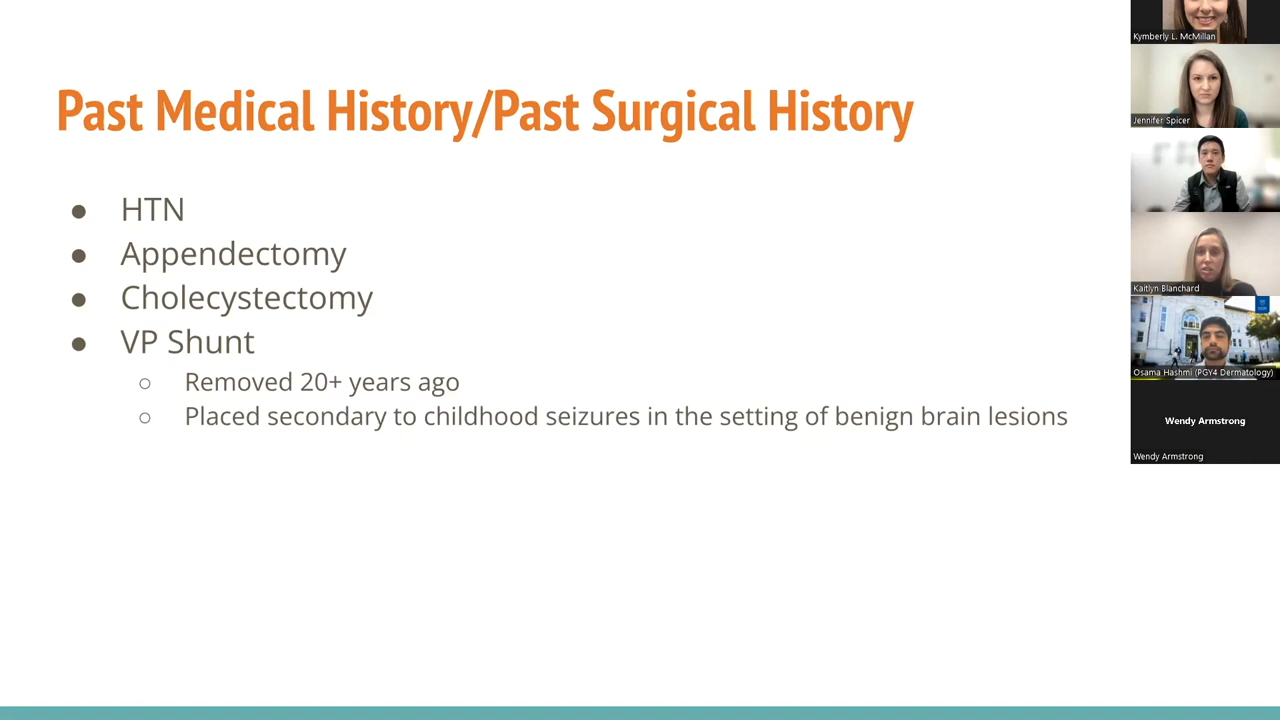 Past Medical History/Past Surgical History
● HTN
● Appendectomy
● Cholecystectomy
● VP Shunt
○ Removed 20+ years ago
○ Placed secondary to childhood seizures in the setting of benign brain lesions
Kymberly L. McMillan
Jennifer Spicer
Kaitlyn Blanchard
Osama Hashmi (PGY4 Dermatology)
Wendy Armstrong
Wendy Armstrong